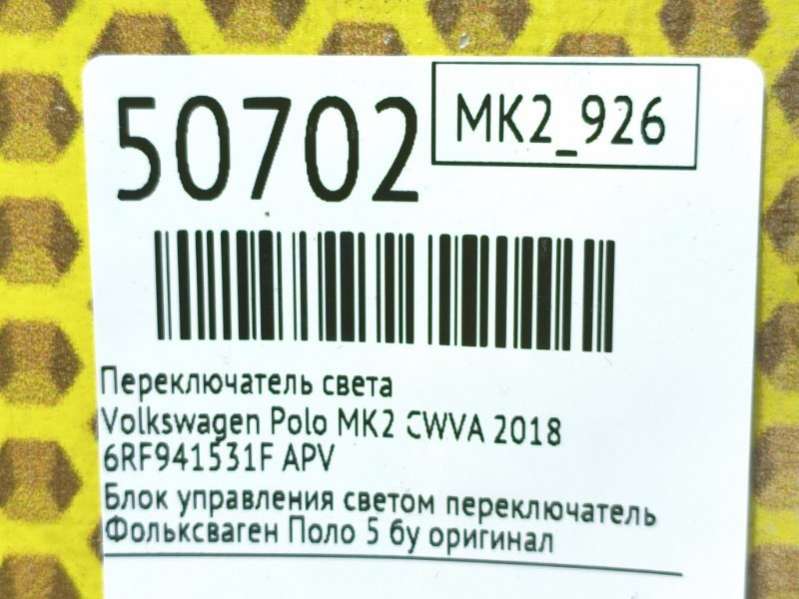 50702
MK2_926
Переключатель света
Volkswagen Polo MK2 CWVA 2018
6RF941531F APV
Блок управления светом переключатель
Фольксваген Поло 5 бу оригинал